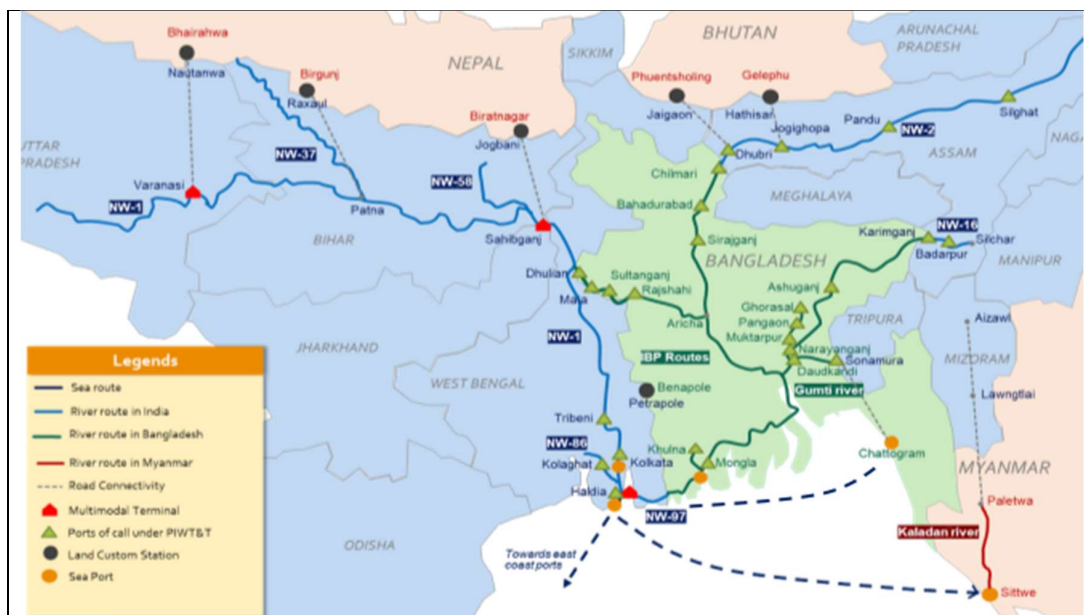 Bhairahwa
Nautanwa
Birgunj
Raxaul
NEPAL
SIKKIM
BHUTAN
ARUNACHAL
PRADESH
Phuentsholing
Gelephu
Jaigaon
Hathisar
Jogighopa
Pandu
NW-2
Silghat
Biratnagar
Jogbani
UTTAR
PRADESH
NW-37
Dhubri
ASSAM
NAGA
Chilmari
Varanasi
NW-58
MEGHALAYA
NW-1
Patna
Bahadurabad
BIHAR
Sahibganj
Sirajganj
Karimganj
NW-16
Silchar
Badarpur
BANGLADESH
MANIPUR
Dhulian
Sultanganj
Rajshahi
Maia
Ashuganj
Ghorasal
Pangaon
Aricha
TRIPURA
Aizawl
NW-1
Muktarpur
JHARKHAND
IBP Routes
Narayanganj
Sonamura
MIZORAM
Daudkandi
WEST BENGAL
Benapole
Petrapole
Gumti river
Lawngtlai
Tribeni
NW-86
Kolaghat
Kolkata
Khulna
Mongla
Chattogram
MYANMAR
Haldia
NW-97
Paletwa
Kaladan river
ODISHA
Towards east
coast ports
Sittwe
Legends
Sea route
River route in India
River route in Bangladesh
River route in Myanmar
Road Connectivity
Multimodal Terminal
Ports of call under PIWT&T
Land Custom Station
Sea Port